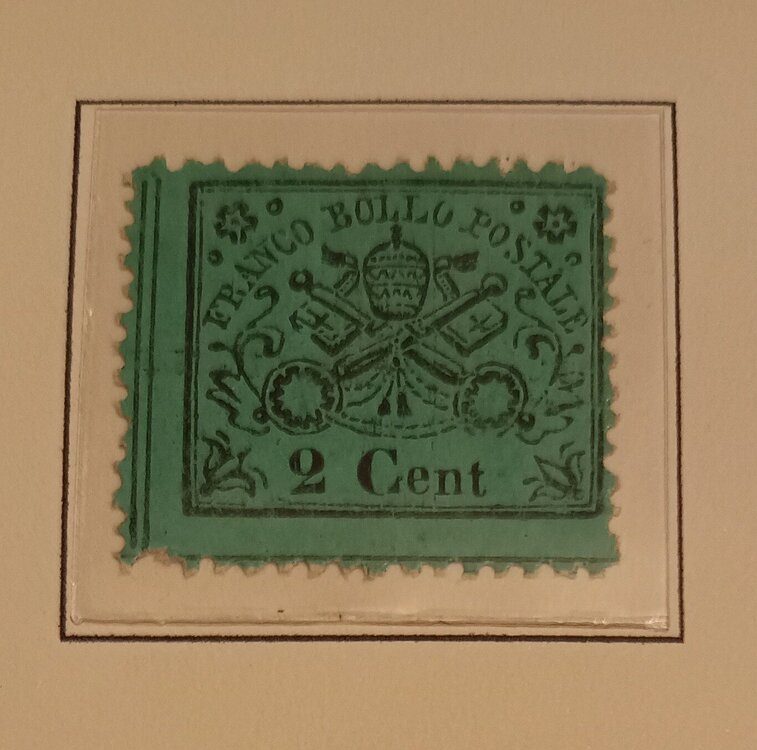 FRANCO BOLLO POSTALE
2 Cent